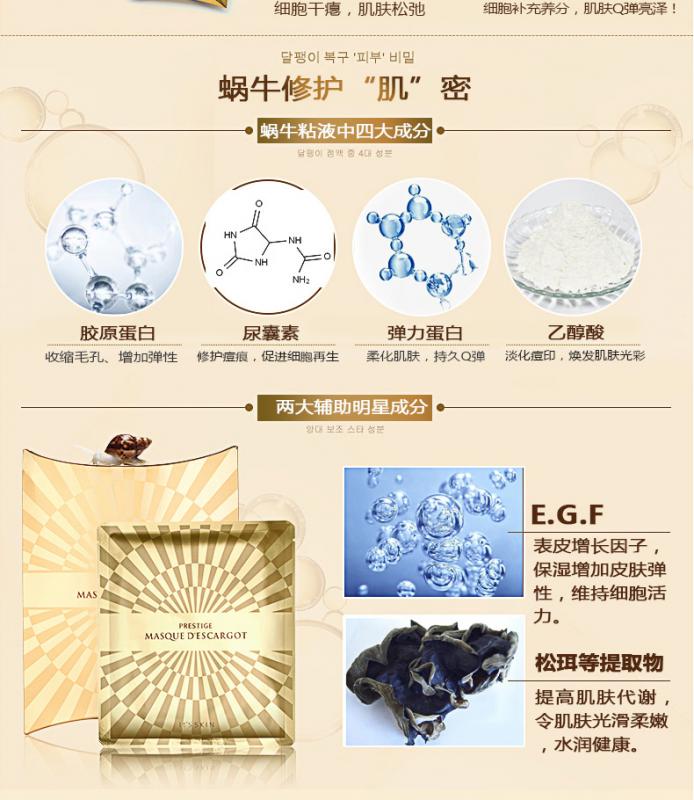 细胞干瘪，肌肤松弛
细胞补充养分，肌肤Q弹亮泽！
달팽이 복구 '피부' 비밀
蜗牛修护“肌”密
蜗牛粘液中四大成分
달팽이 점액 중 4대 성분
O
HN
NH
O
NH
O
NH₂
胶原蛋白
尿囊素
弹力蛋白
乙醇酸
收缩毛孔、增加弹性
修护痘痕，促进细胞再生
柔化肌肤，持久Q弹
淡化痘印，焕发肌肤光彩
两大辅助明星成分
양대 보조 스타 성분
E.G.F
表皮增长因子，
保湿增加皮肤弹
性，维持细胞活
力。
MAS
PRESTIGE
MASQUE D'ESCARGOT
IT'S SKIN
松珥等提取物
提高肌肤代谢，
令肌肤光滑柔嫩
，水润健康。